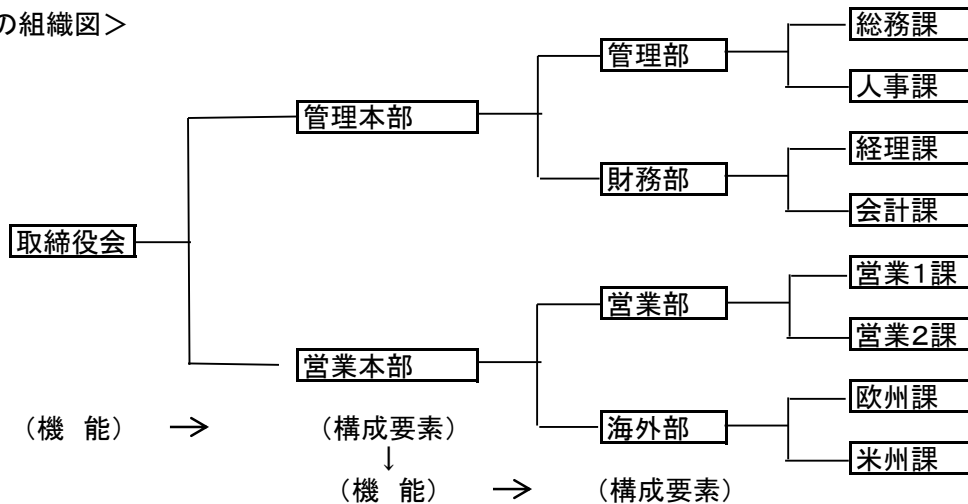 の組織図＞
総務課
管理部
人事課
管理本部
経理課
財務部
会計課
取締役会
営業1課
営業部
営業2課
営業本部
欧州課
（機　能）　→　（構成要素）
海外部
↓
米州課
（機　能）　→　（構成要素）